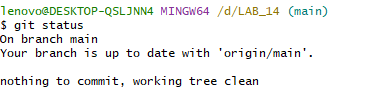 lenovo@DESKTOP-QSLJNN4 MINGW64 /d/LAB_14 (main)
$ git status
On branch main
Your branch is up to date with 'origin/main'.

nothing to commit, working tree clean